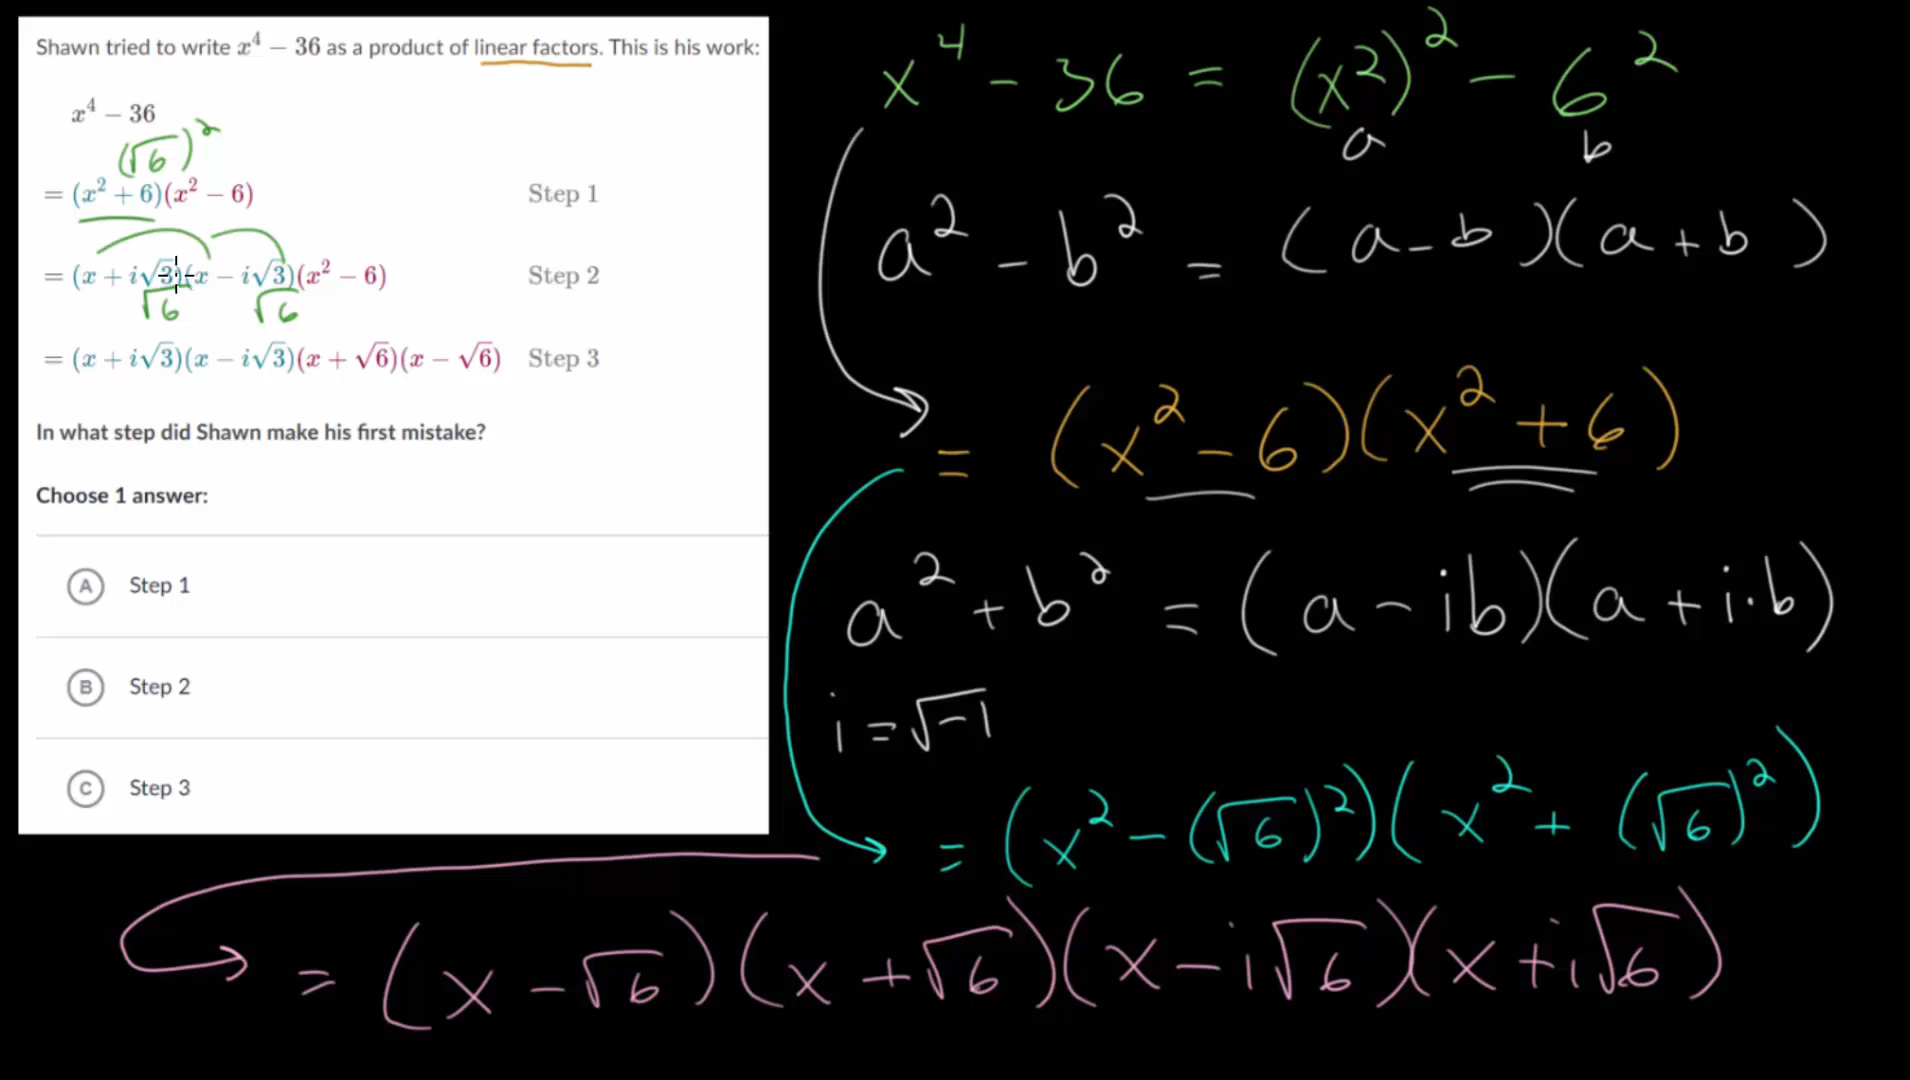 Shawn tried to write x⁴ − 36 as a product of linear factors. This is his work:
x⁴ − 36
(√6)²
= (x² + 6)(x² − 6) Step 1
= (x + i√3)(x − i√3)(x² − 6) Step 2
√6 √6
= (x + i√3)(x − i√3)(x + √6)(x − √6) Step 3
In what step did Shawn make his first mistake?
Choose 1 answer:
A Step 1
B Step 2
C Step 3
x⁴ − 36 = (x²)² − 6²
a b
a² − b² = (a − b)(a + b)
= (x² − 6)(x² + 6)
a² + b² = (a − ib)(a + i·b)
i = √−1
= (x² − (√6)²)(x² + (√6)²)
= (x − √6)(x + √6)(x − i√6)(x + i√6)